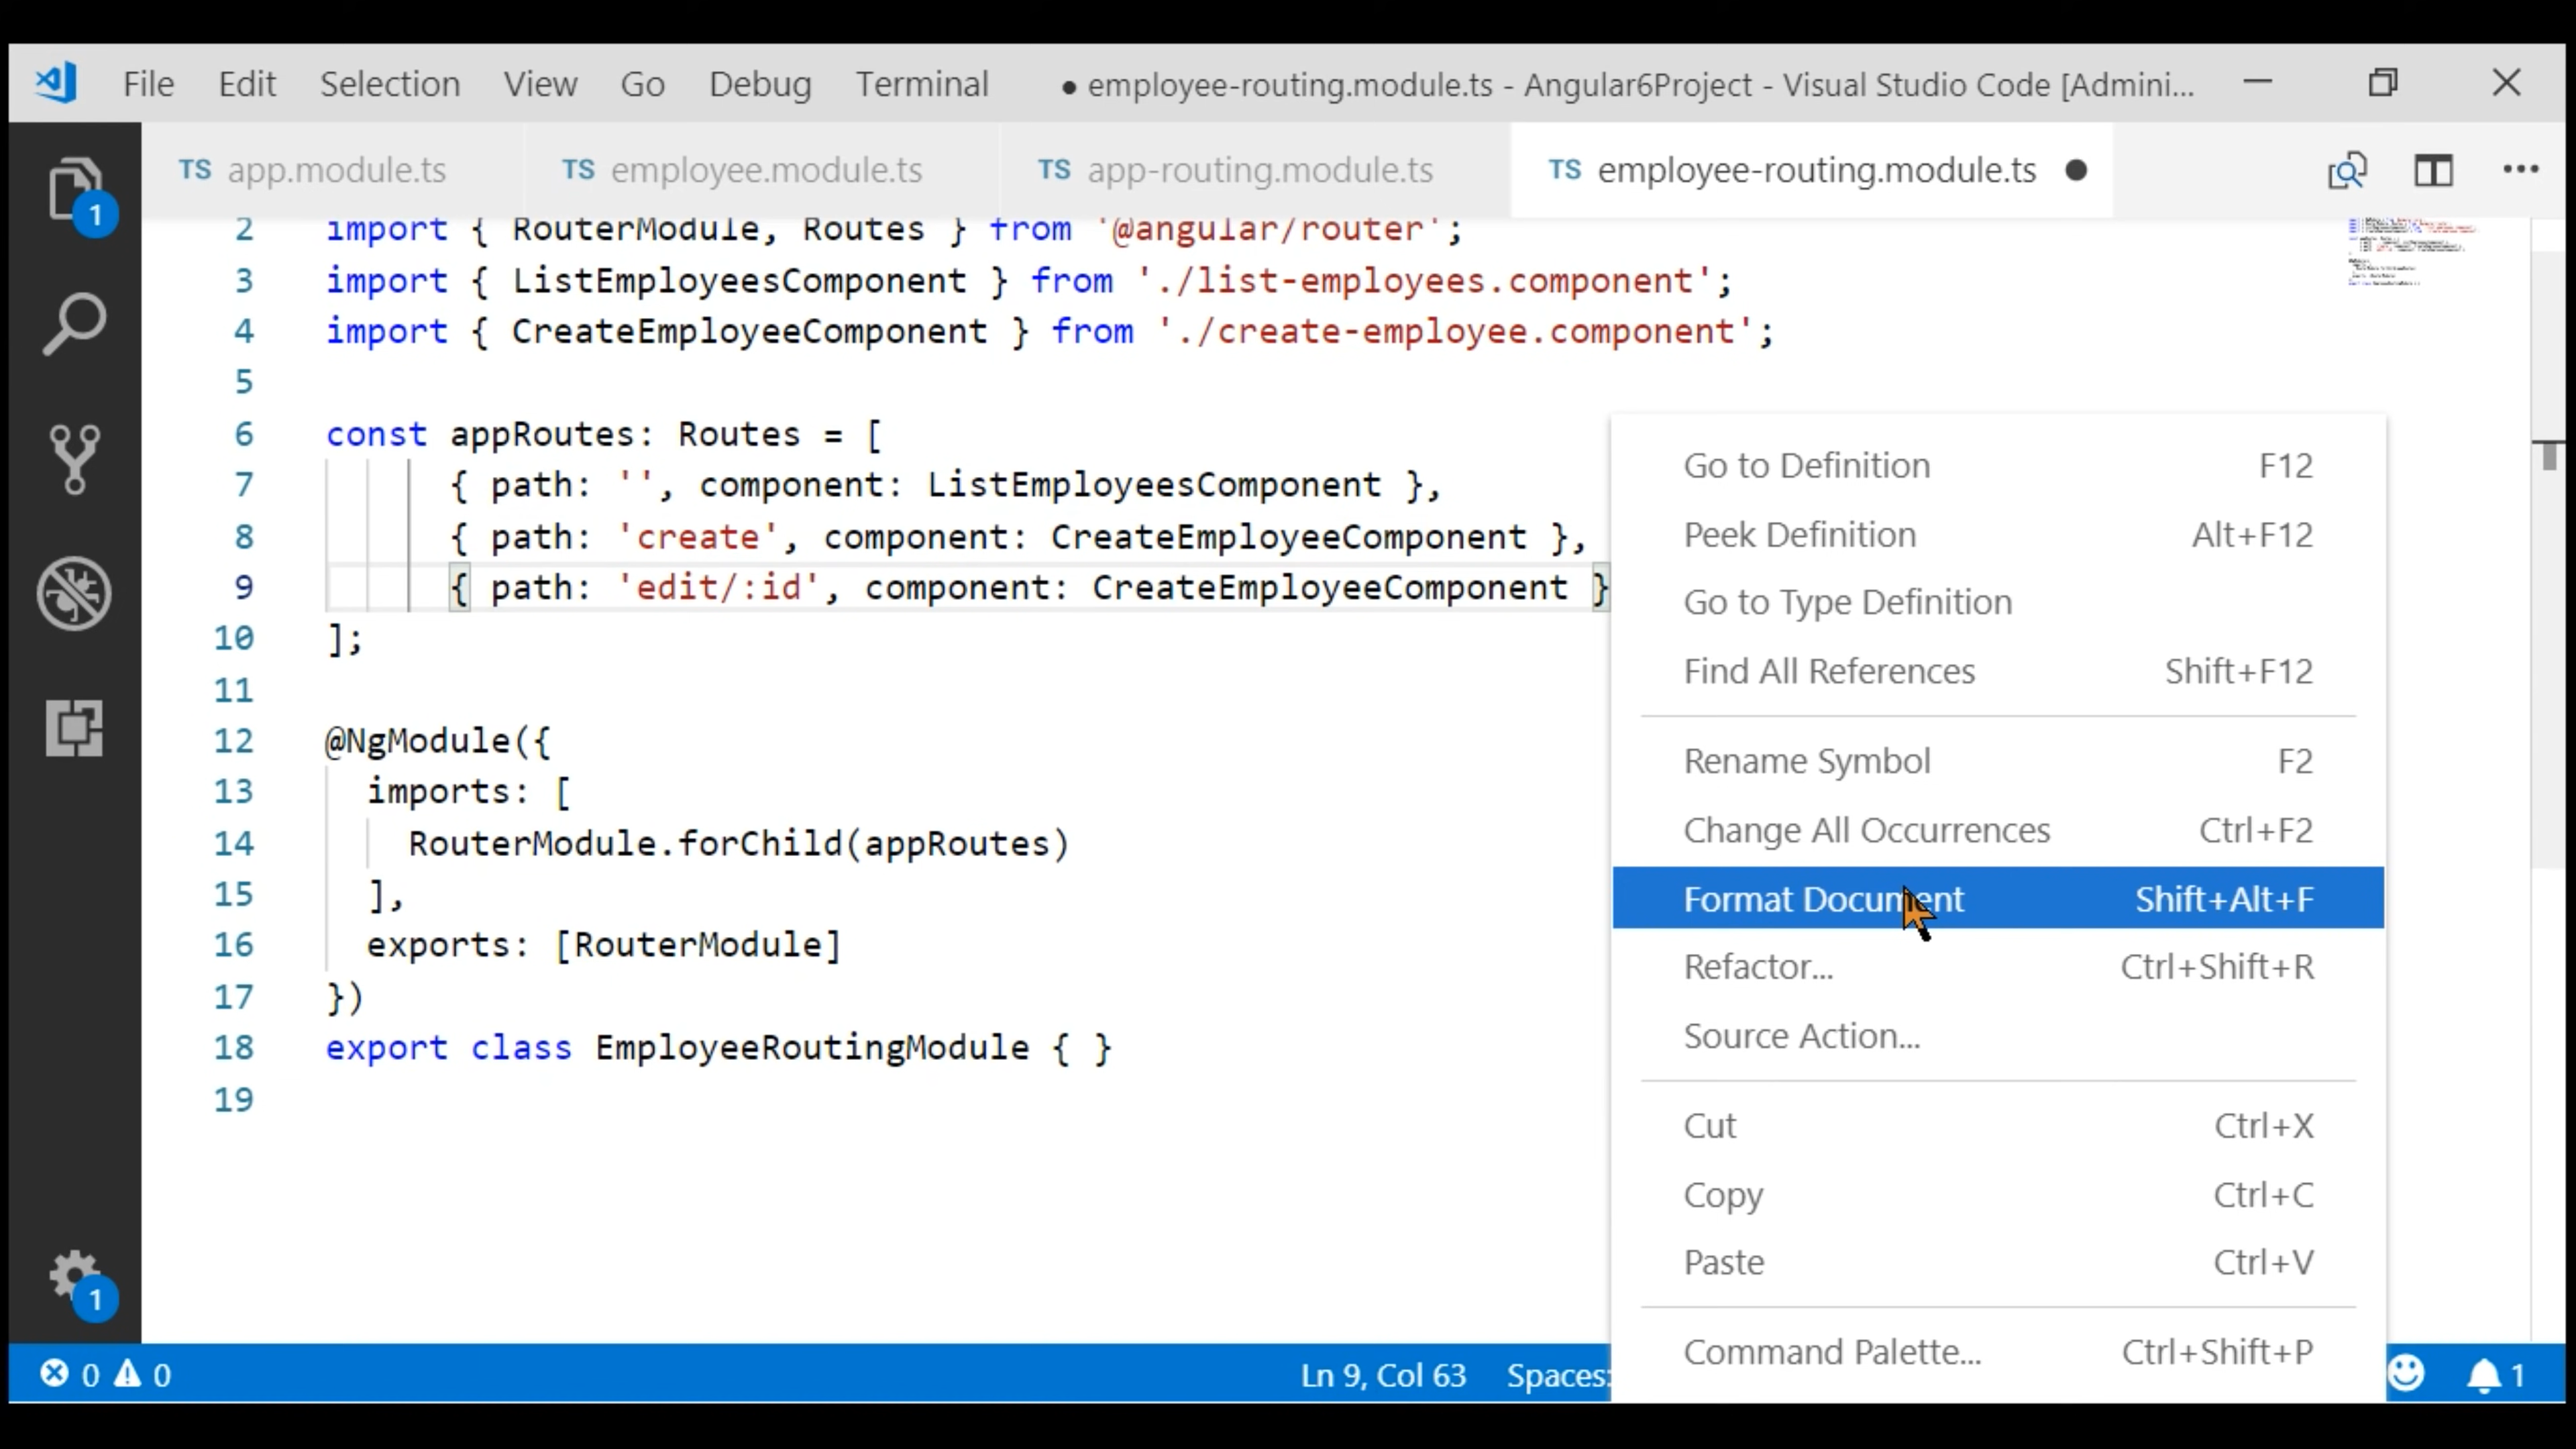 File Edit Selection View Go Debug Terminal ● employee-routing.module.ts - Angular6Project - Visual Studio Code [Admini...
TS app.module.ts TS employee.module.ts TS app-routing.module.ts TS employee-routing.module.ts ●
1
2 import { RouterModule, Routes } from '@angular/router';
3 import { ListEmployeesComponent } from './list-employees.component';
4 import { CreateEmployeeComponent } from './create-employee.component';
5
6 const appRoutes: Routes = [
7 { path: '', component: ListEmployeesComponent },
8 { path: 'create', component: CreateEmployeeComponent },
9 { path: 'edit/:id', component: CreateEmployeeComponent }
10 ];
11
12 @NgModule({
13 imports: [
14 RouterModule.forChild(appRoutes)
15 ],
16 exports: [RouterModule]
17 })
18 export class EmployeeRoutingModule { }
19
Go to Definition F12
Peek Definition Alt+F12
Go to Type Definition
Find All References Shift+F12
Rename Symbol F2
Change All Occurrences Ctrl+F2
Format Document Shift+Alt+F
Refactor... Ctrl+Shift+R
Source Action...
Cut Ctrl+X
Copy Ctrl+C
Paste Ctrl+V
Command Palette... Ctrl+Shift+P
1
0 0 Ln 9, Col 63 Spaces: 1